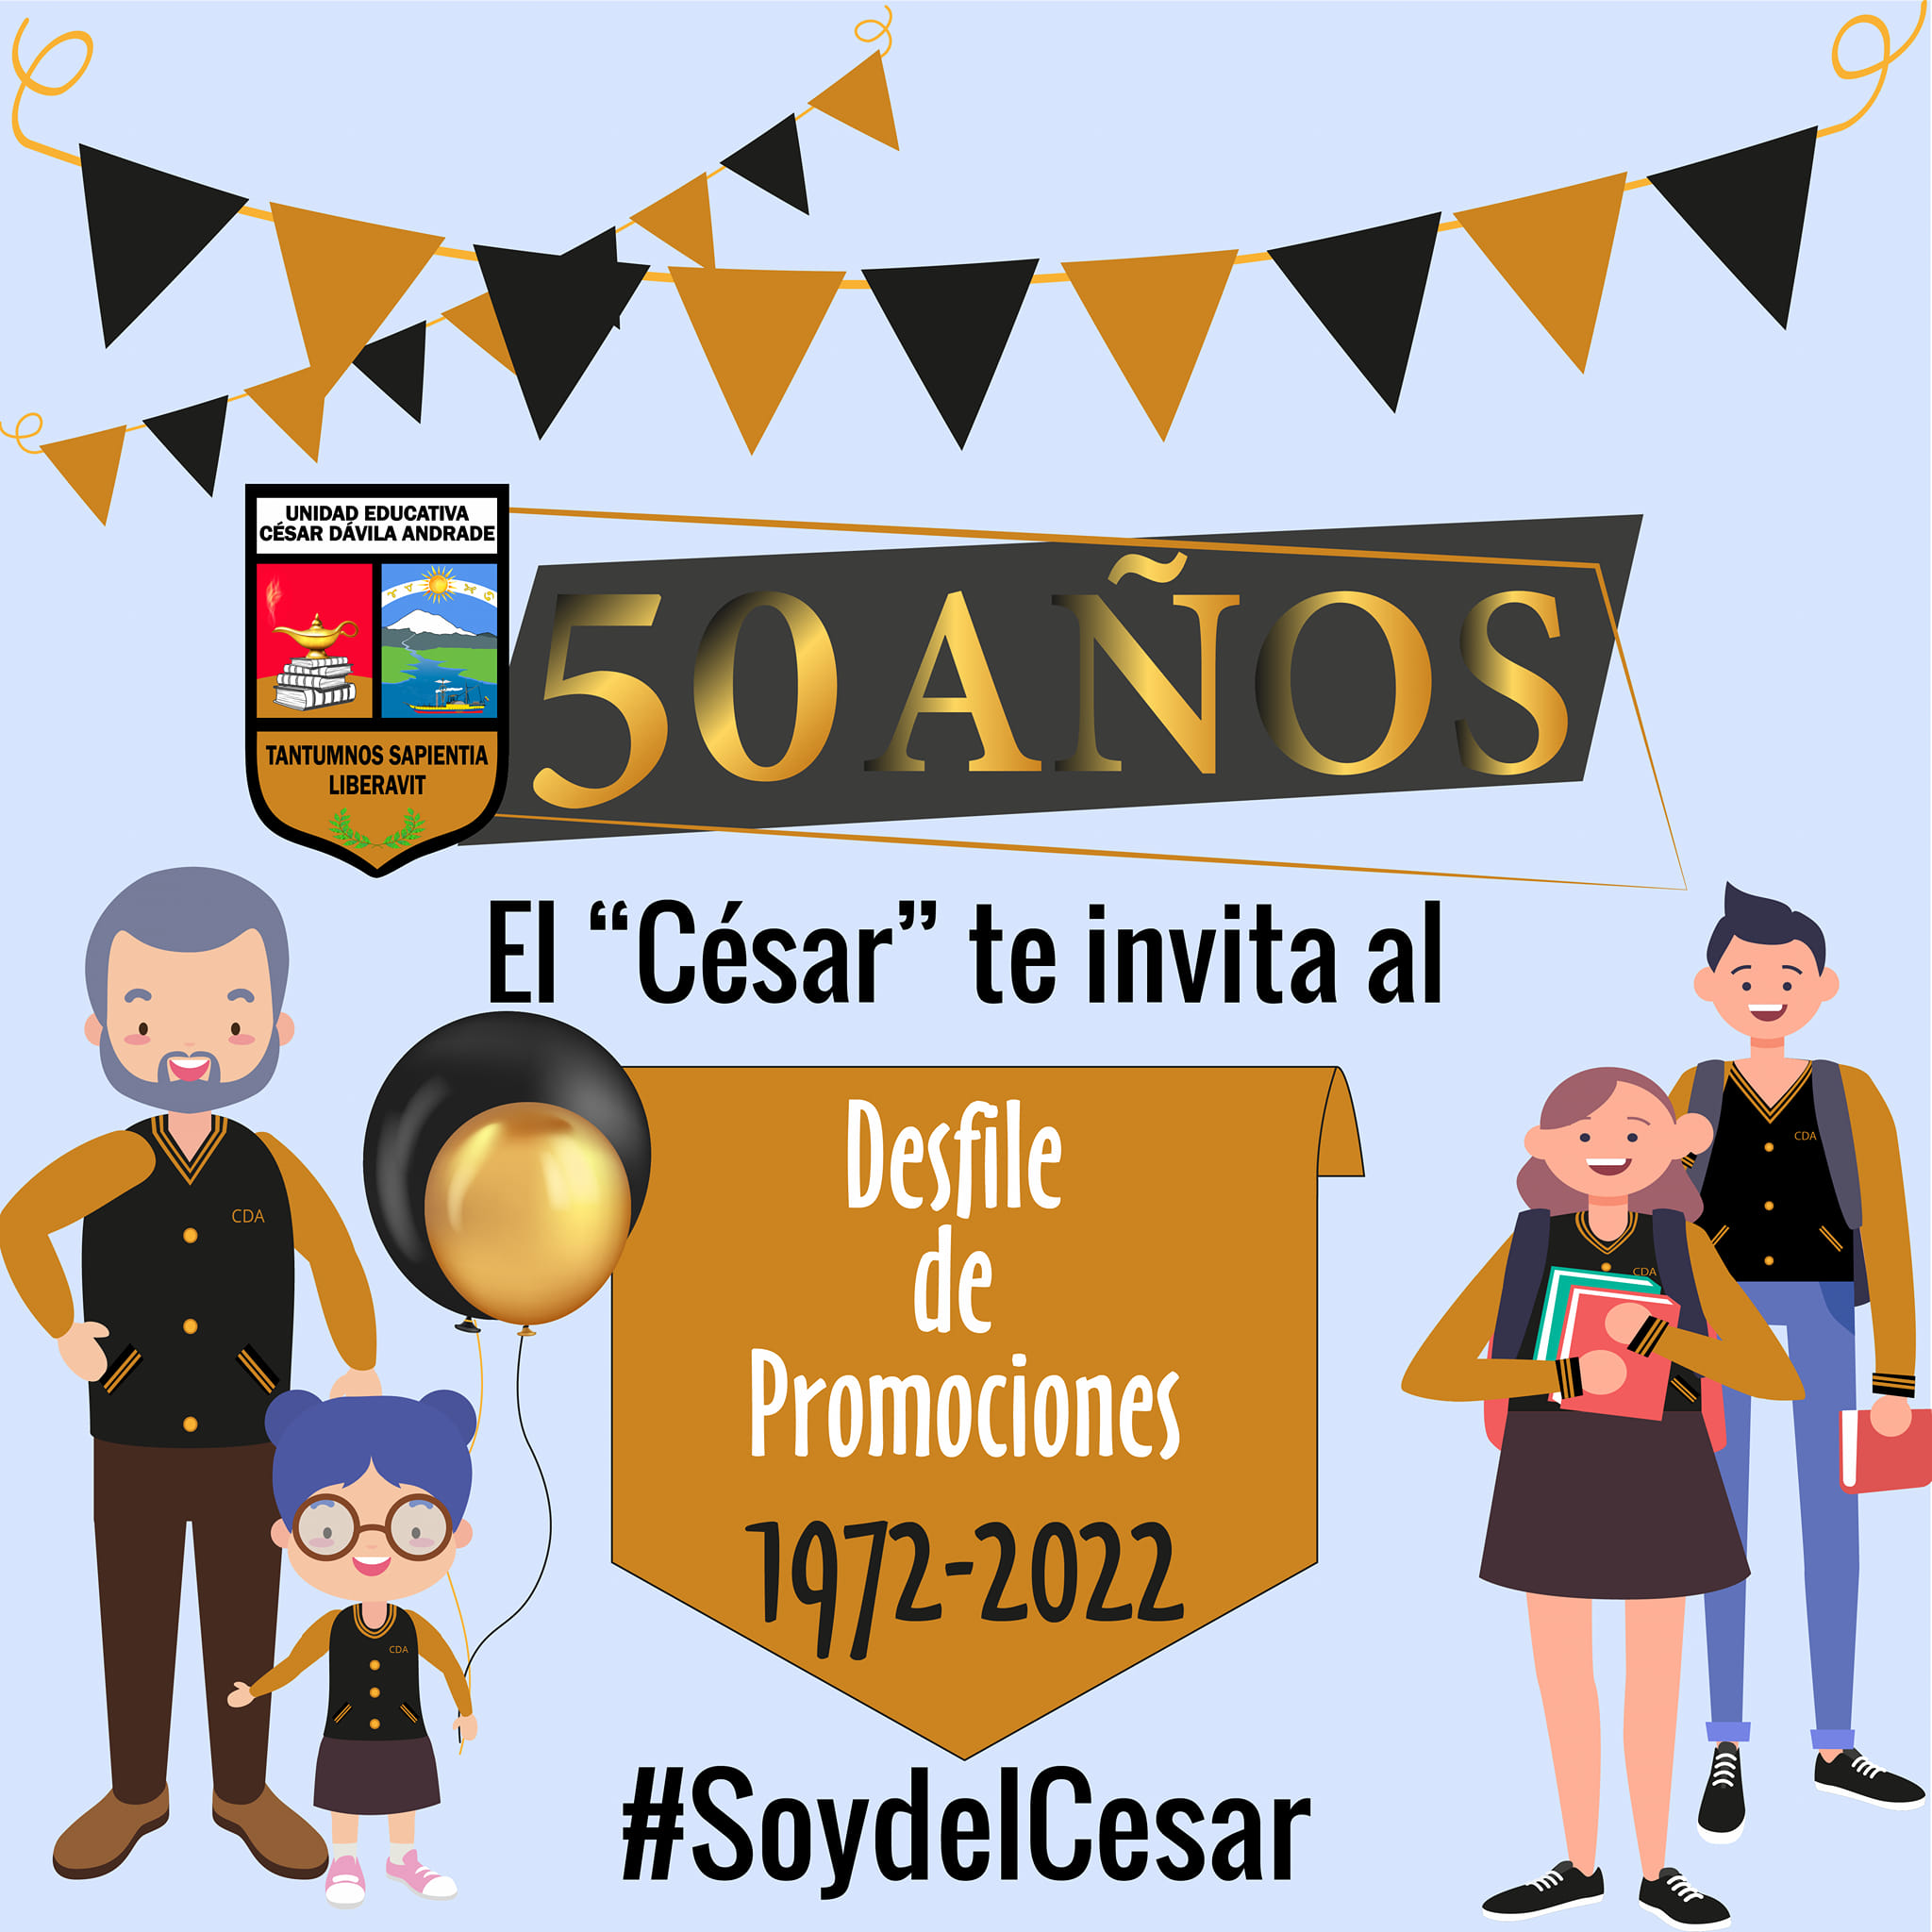 UNIDAD EDUCATIVA
CÉSAR DÁVILA ANDRADE
TANTUMNOS SAPIENTIA
LIBERAVIT
50 AÑOS
El “César” te invita al
Desfile
de
Promociones
1972-2022
#SoydelCesar
CDA
CDA
CDA
CDA